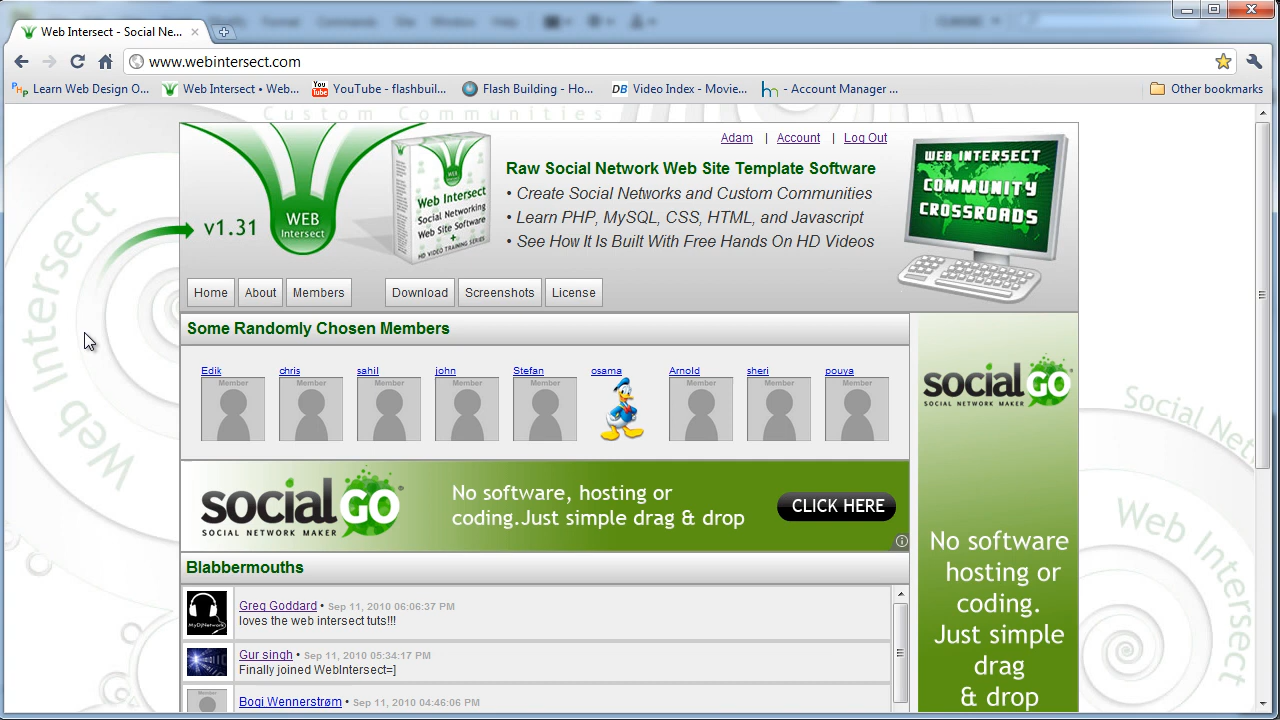 Web Intersect - Social Ne...
www.webintersect.com
Learn Web Design O...
Web Intersect • Web...
YouTube - flashbuil...
Flash Building - Ho...
DB Video Index - Movie...
- Account Manager ...
Other bookmarks
Custom Communities
Adam | Account | Log Out
Raw Social Network Web Site Template Software
• Create Social Networks and Custom Communities
• Learn PHP, MySQL, CSS, HTML, and Javascript
• See How It Is Built With Free Hands On HD Videos
v1.31
WEB
Intersect
Web Intersect
Social Networking
Web Site Software
+
HD VIDEO TRAINING SERIES
WEB INTERSECT
COMMUNITY
CROSSROADS
Home About Members Download Screenshots License
Web Intersect
Some Randomly Chosen Members
Edik chris sahil john Stefan osama Arnold sheri pouya
Member Member Member Member Member Member Member Member
socialGO
SOCIAL NETWORK MAKER
No software, hosting or
coding.Just simple drag & drop
CLICK HERE
socialGO
SOCIAL NETWORK MAKER
No software
hosting or
coding.
Just simple
drag
& drop
Social Net
Web Intersect
Blabbermouths
MyDjNetwork
Greg Goddard • Sep 11, 2010 06:06:37 PM
loves the web intersect tuts!!!
Gur singh • Sep 11, 2010 05:34:17 PM
Finally joined WebIntersect=]
Member
Bogi Wennerstrøm • Sep 11, 2010 04:46:06 PM